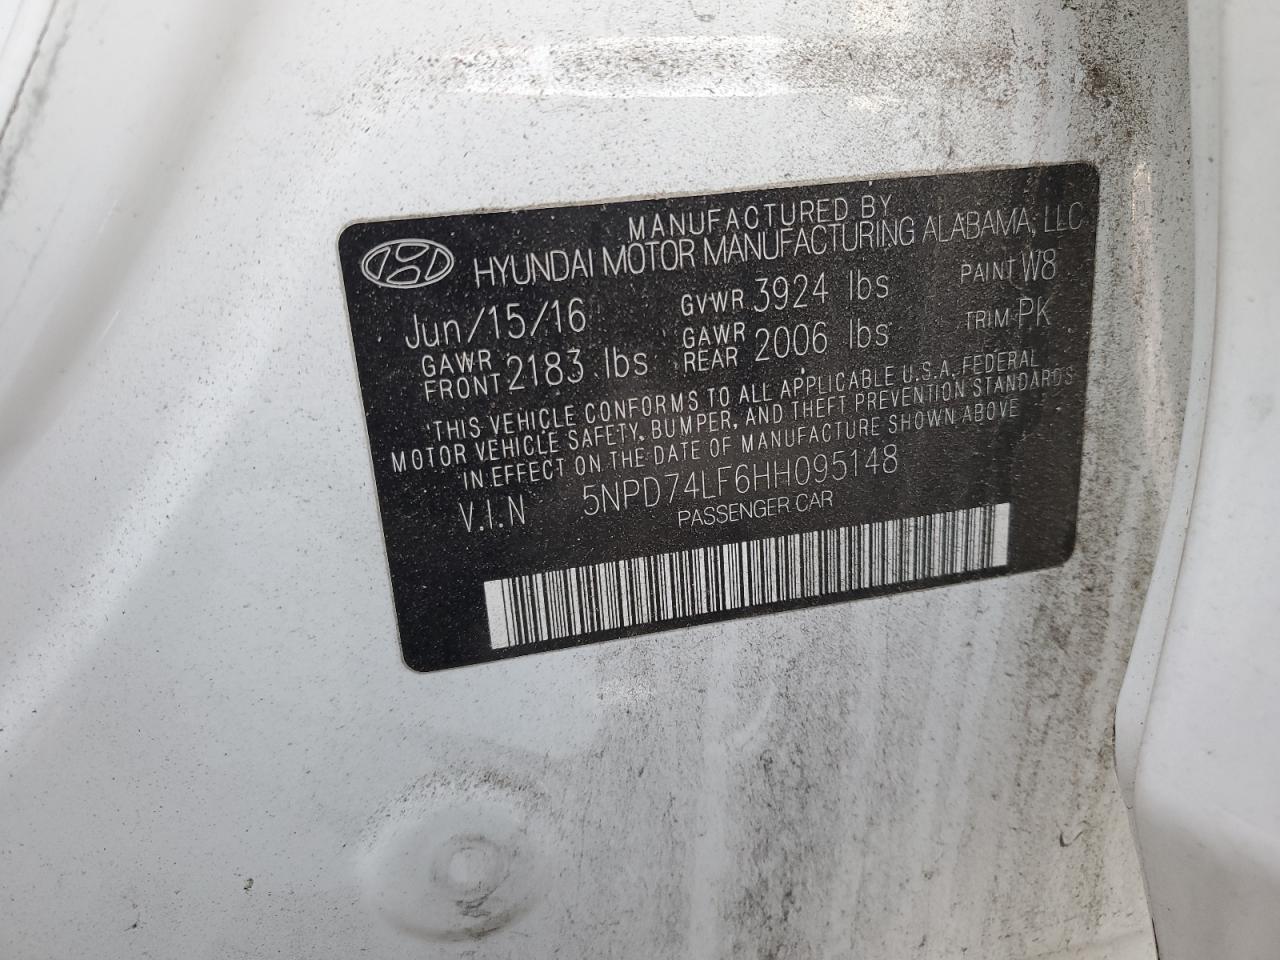 MANUFACTURED BY
HYUNDAI MOTOR MANUFACTURING ALABAMA, LLC
Jun/15/16 GVWR 3924 lbs PAINT W8
GAWR FRONT 2183 lbs GAWR REAR 2006 lbs TRIM PK
THIS VEHICLE CONFORMS TO ALL APPLICABLE U.S.A. FEDERAL
MOTOR VEHICLE SAFETY, BUMPER, AND THEFT PREVENTION STANDARDS
IN EFFECT ON THE DATE OF MANUFACTURE SHOWN ABOVE
V.I.N 5NPD74LF6HH095148
PASSENGER CAR